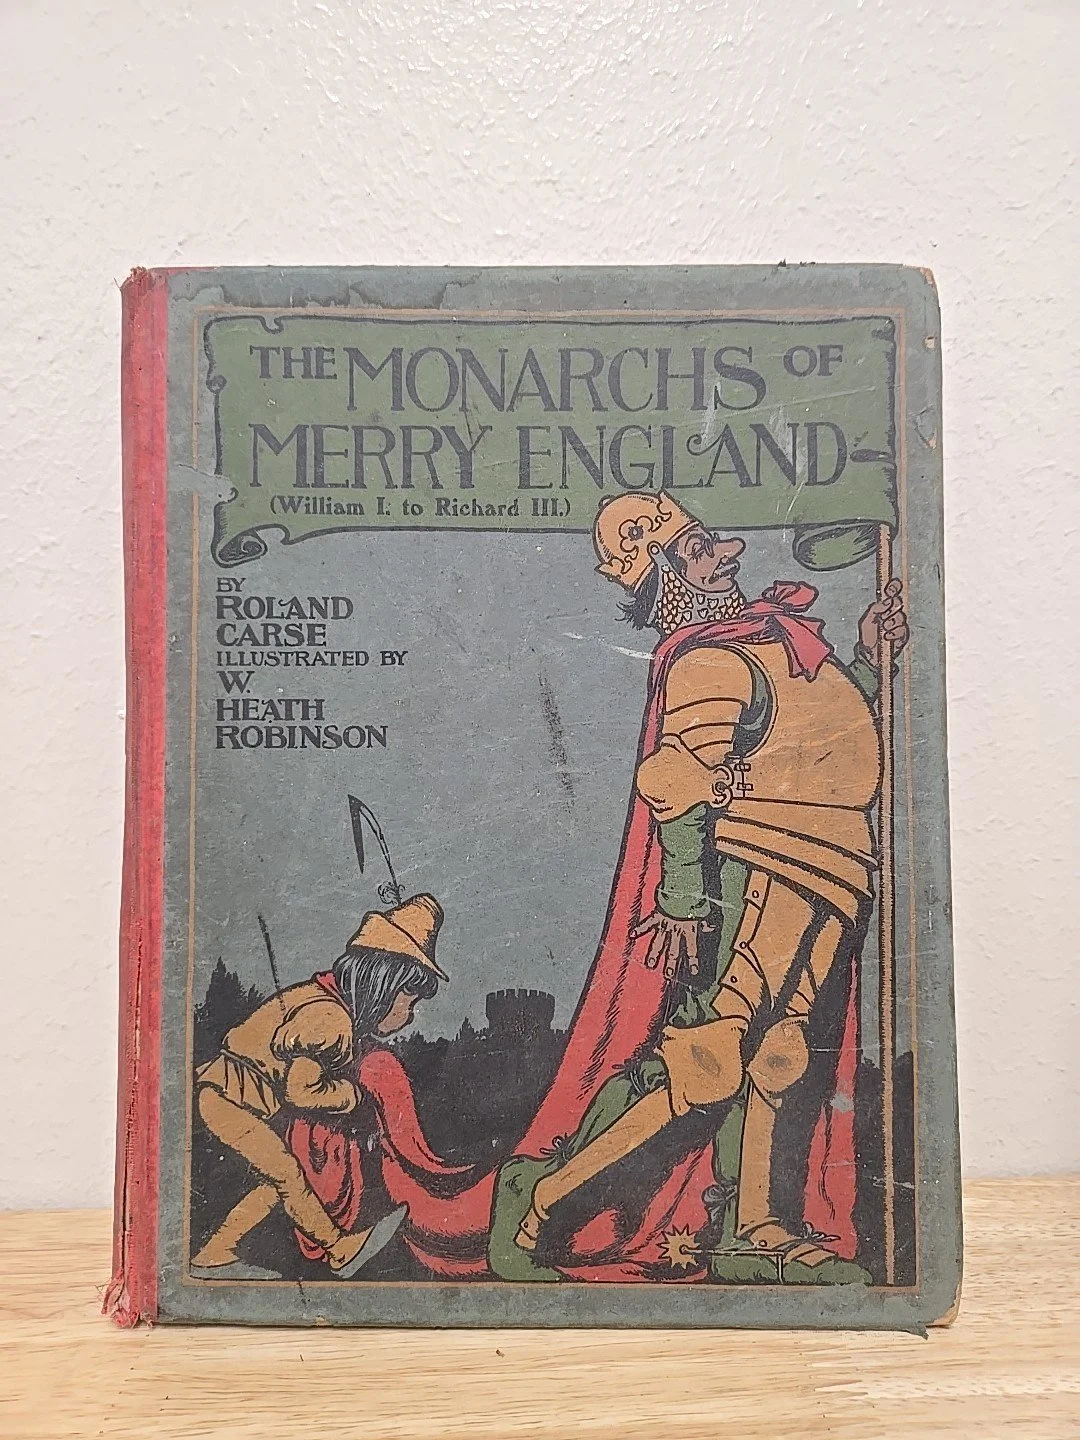 THE MONARCHS OF
MERRY ENGLAND
(William I. to Richard III.)
BY
ROLAND
CARSE
ILLUSTRATED BY
W.
HEATH
ROBINSON